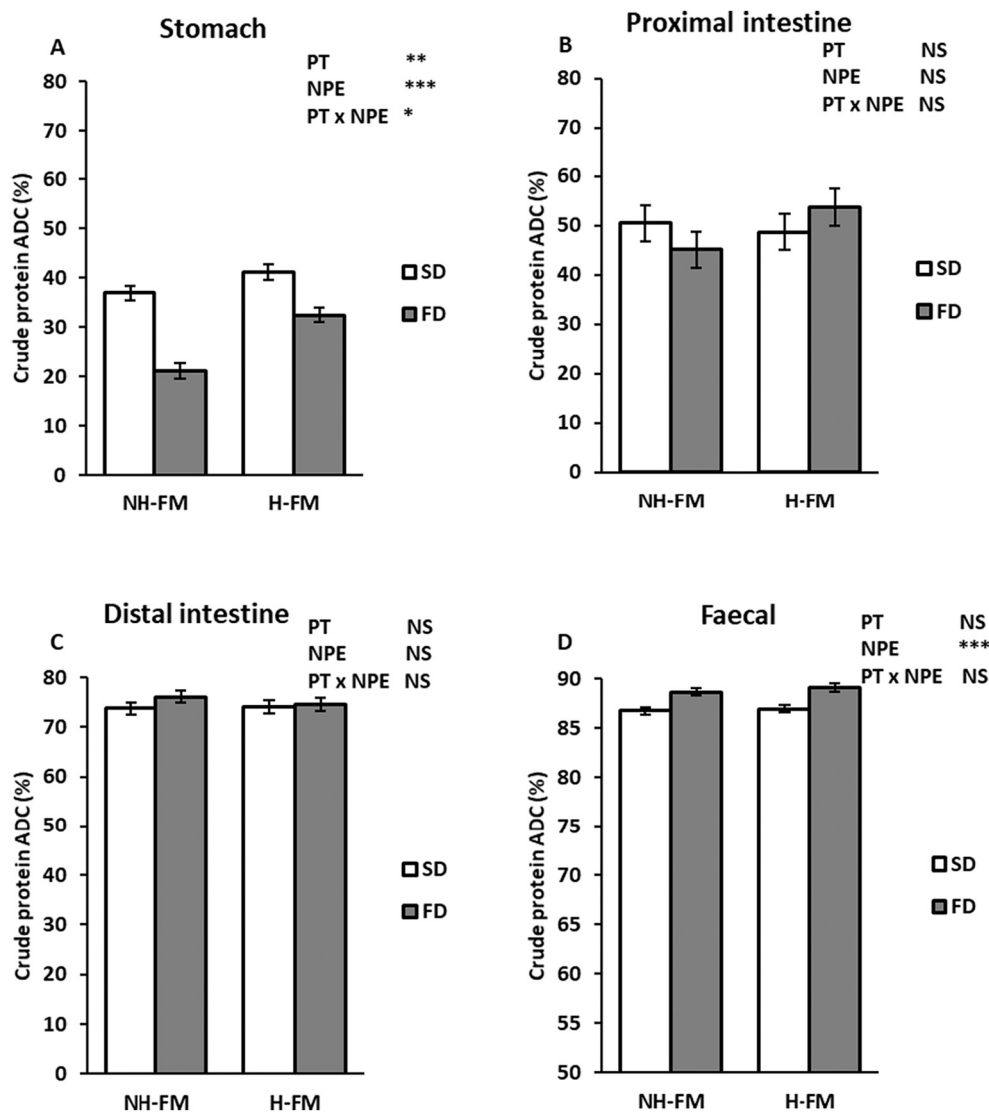 Stomach
A
PT **
NPE ***
PT x NPE *
80
70
60
50
40
30
20
10
0
Crude protein ADC (%)
SD
FD
NH-FM H-FM
Proximal intestine
B
PT NS
NPE NS
PT x NPE NS
80
70
60
50
40
30
20
10
0
Crude protein ADC (%)
SD
FD
NH-FM H-FM
Distal intestine
C
PT NS
NPE NS
PT x NPE NS
80
70
60
50
40
30
20
10
0
Crude protein ADC (%)
SD
FD
NH-FM H-FM
Faecal
D
PT NS
NPE ***
PT x NPE NS
90
85
80
75
70
65
60
55
50
Crude protein ADC (%)
SD
FD
NH-FM H-FM